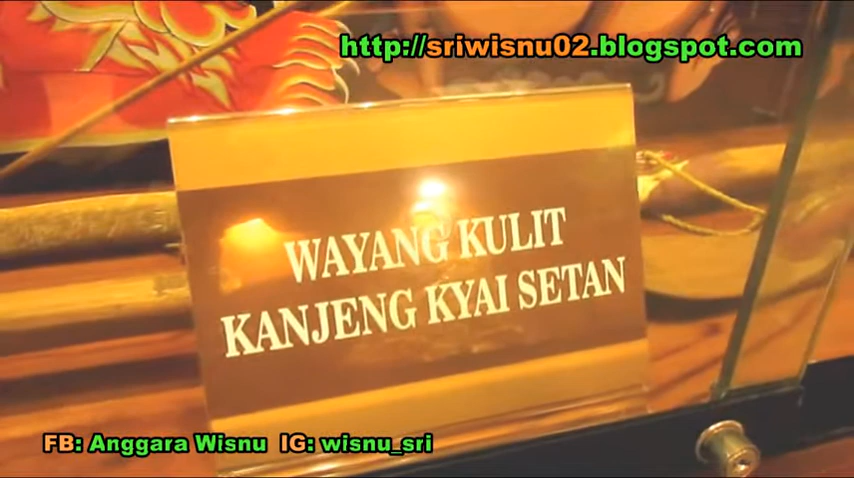 http://sriwisnu02.blogspot.com
WAYANG KULIT
KANJENG KYAI SETAN
FB: Anggara Wisnu IG: wisnu_sri